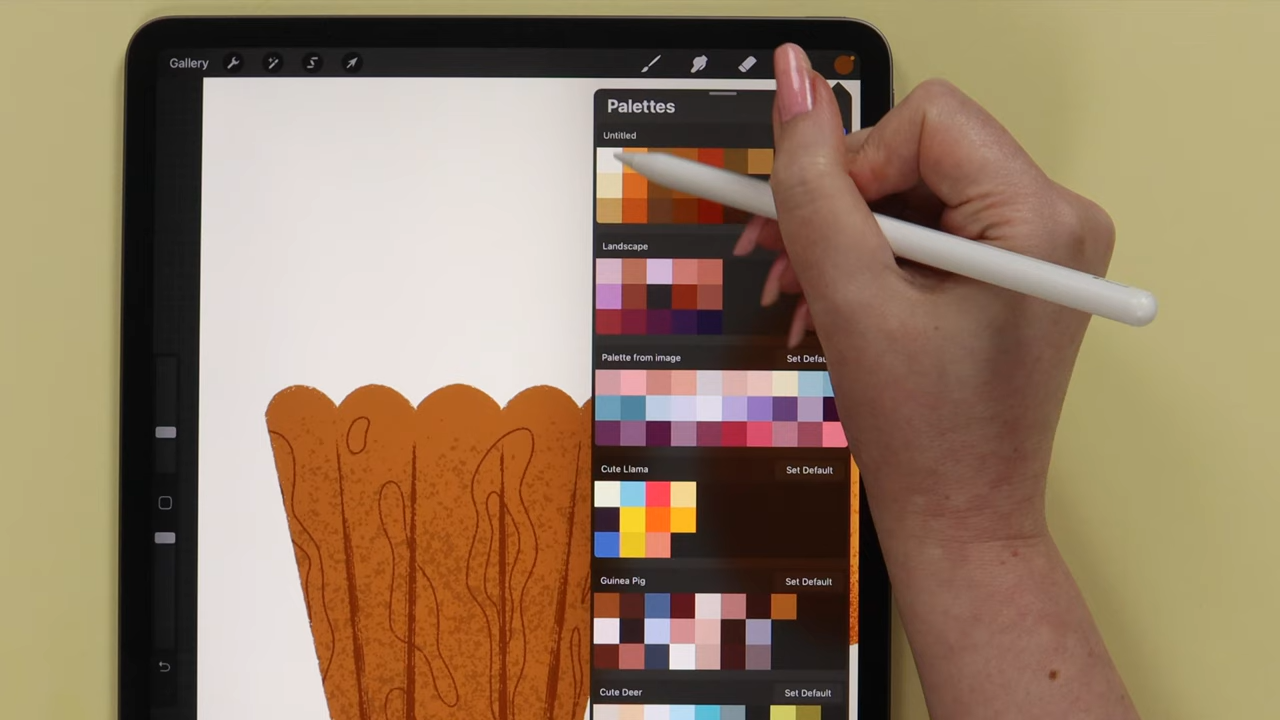 Gallery
Palettes
Untitled
Landscape
Palette from image
Set
Cute Llama
Set Default
Guinea Pig
Set Default
Cute Deer
Set Default